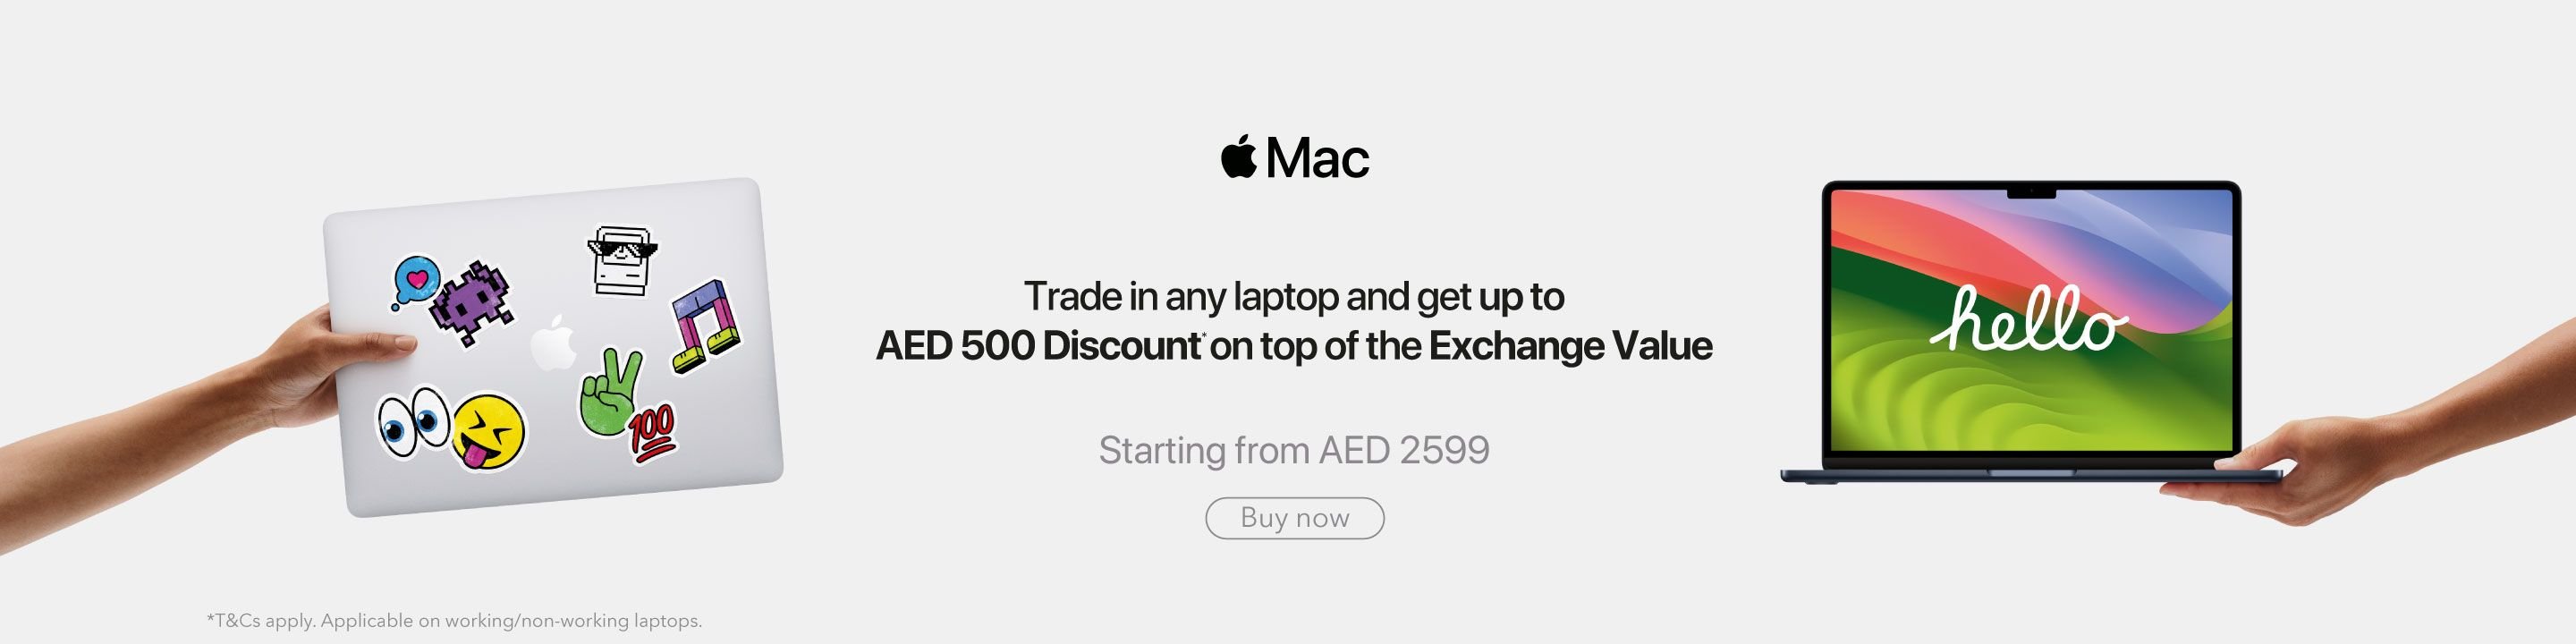 Mac
Trade in any laptop and get up to
AED 500 Discount* on top of the Exchange Value
Starting from AED 2599
Buy now
100
hello
*T&Cs apply. Applicable on working/non-working laptops.